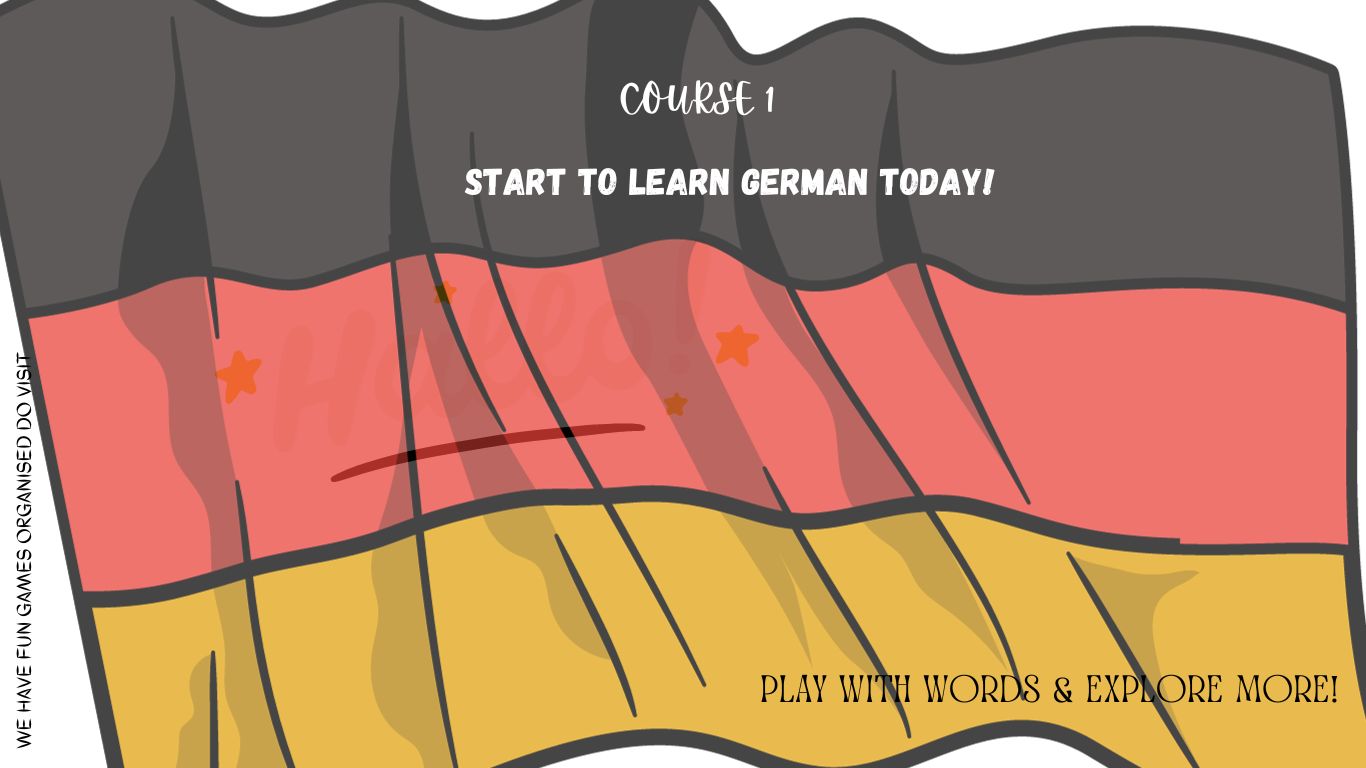 COURSE 1
START TO LEARN GERMAN TODAY!
Hallo!
PLAY WITH WORDS & EXPLORE MORE!
WE HAVE FUN GAMES ORGANISED DO VISIT